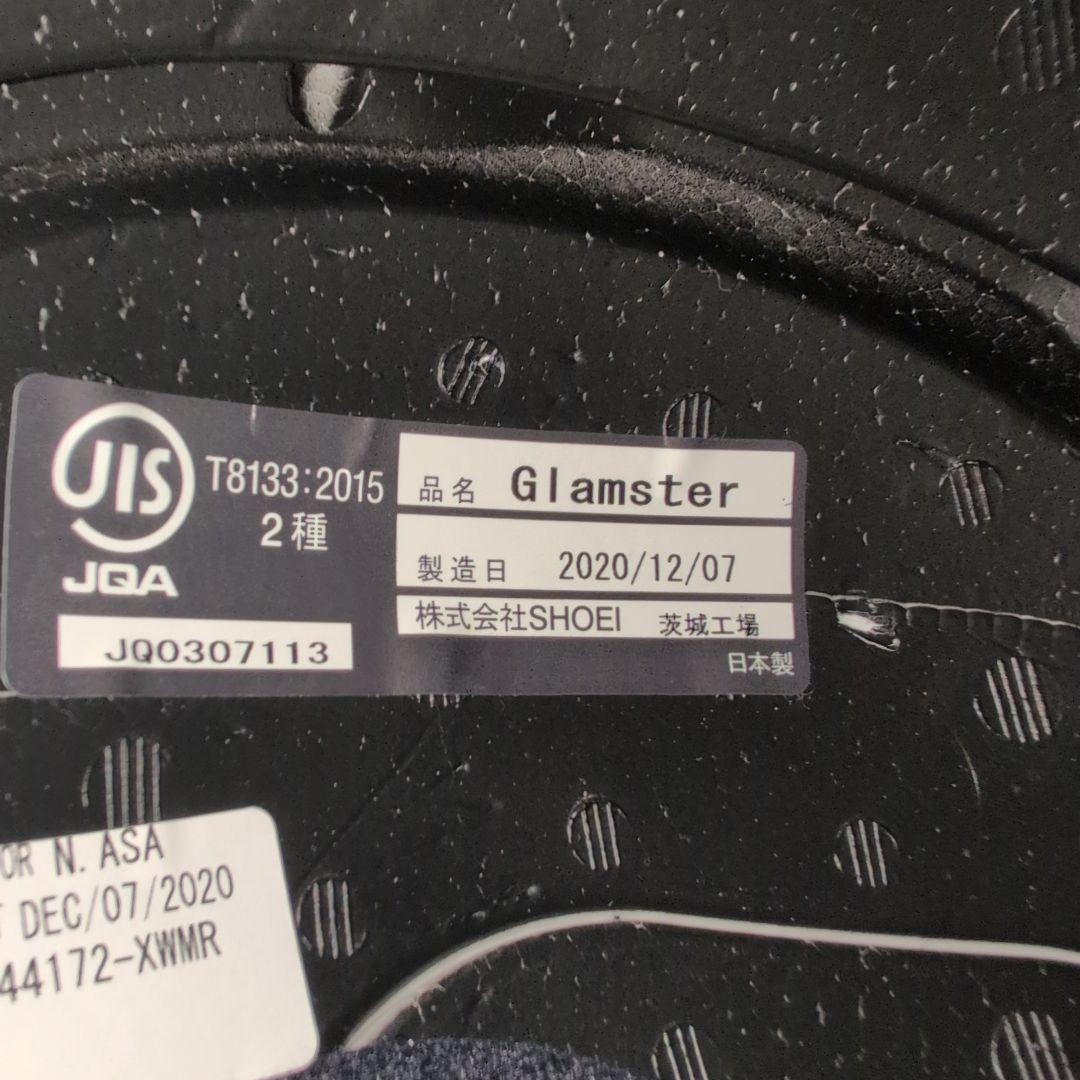 JIS
T8133:2015
2種
JQA
JQ0307113
品名 Glamster
製造日 2020/12/07
株式会社SHOEI 茨城工場
日本製
OR N. ASA
DEC/07/2020
44172-XWMR